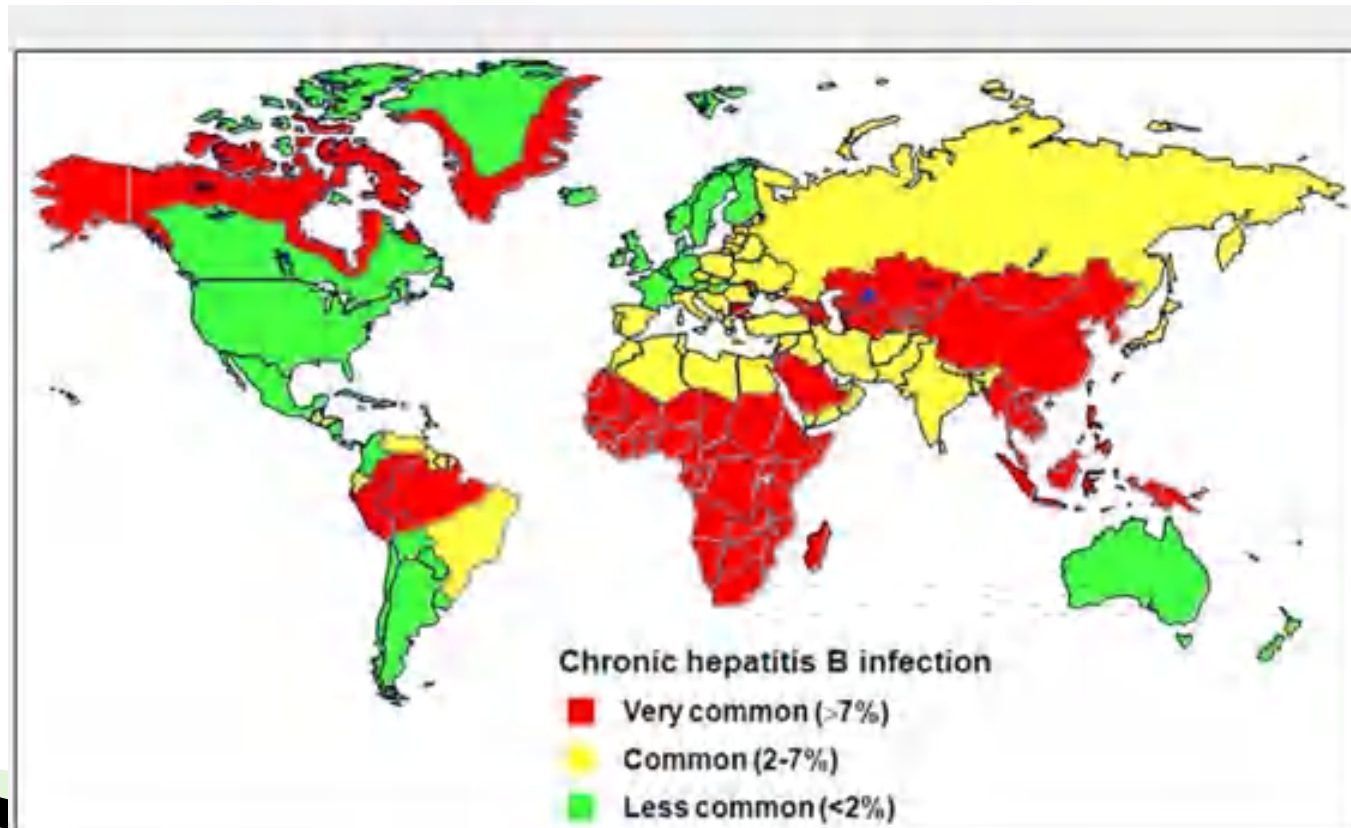 Chronic hepatitis B infection
Very common (>7%)
Common (2-7%)
Less common (<2%)